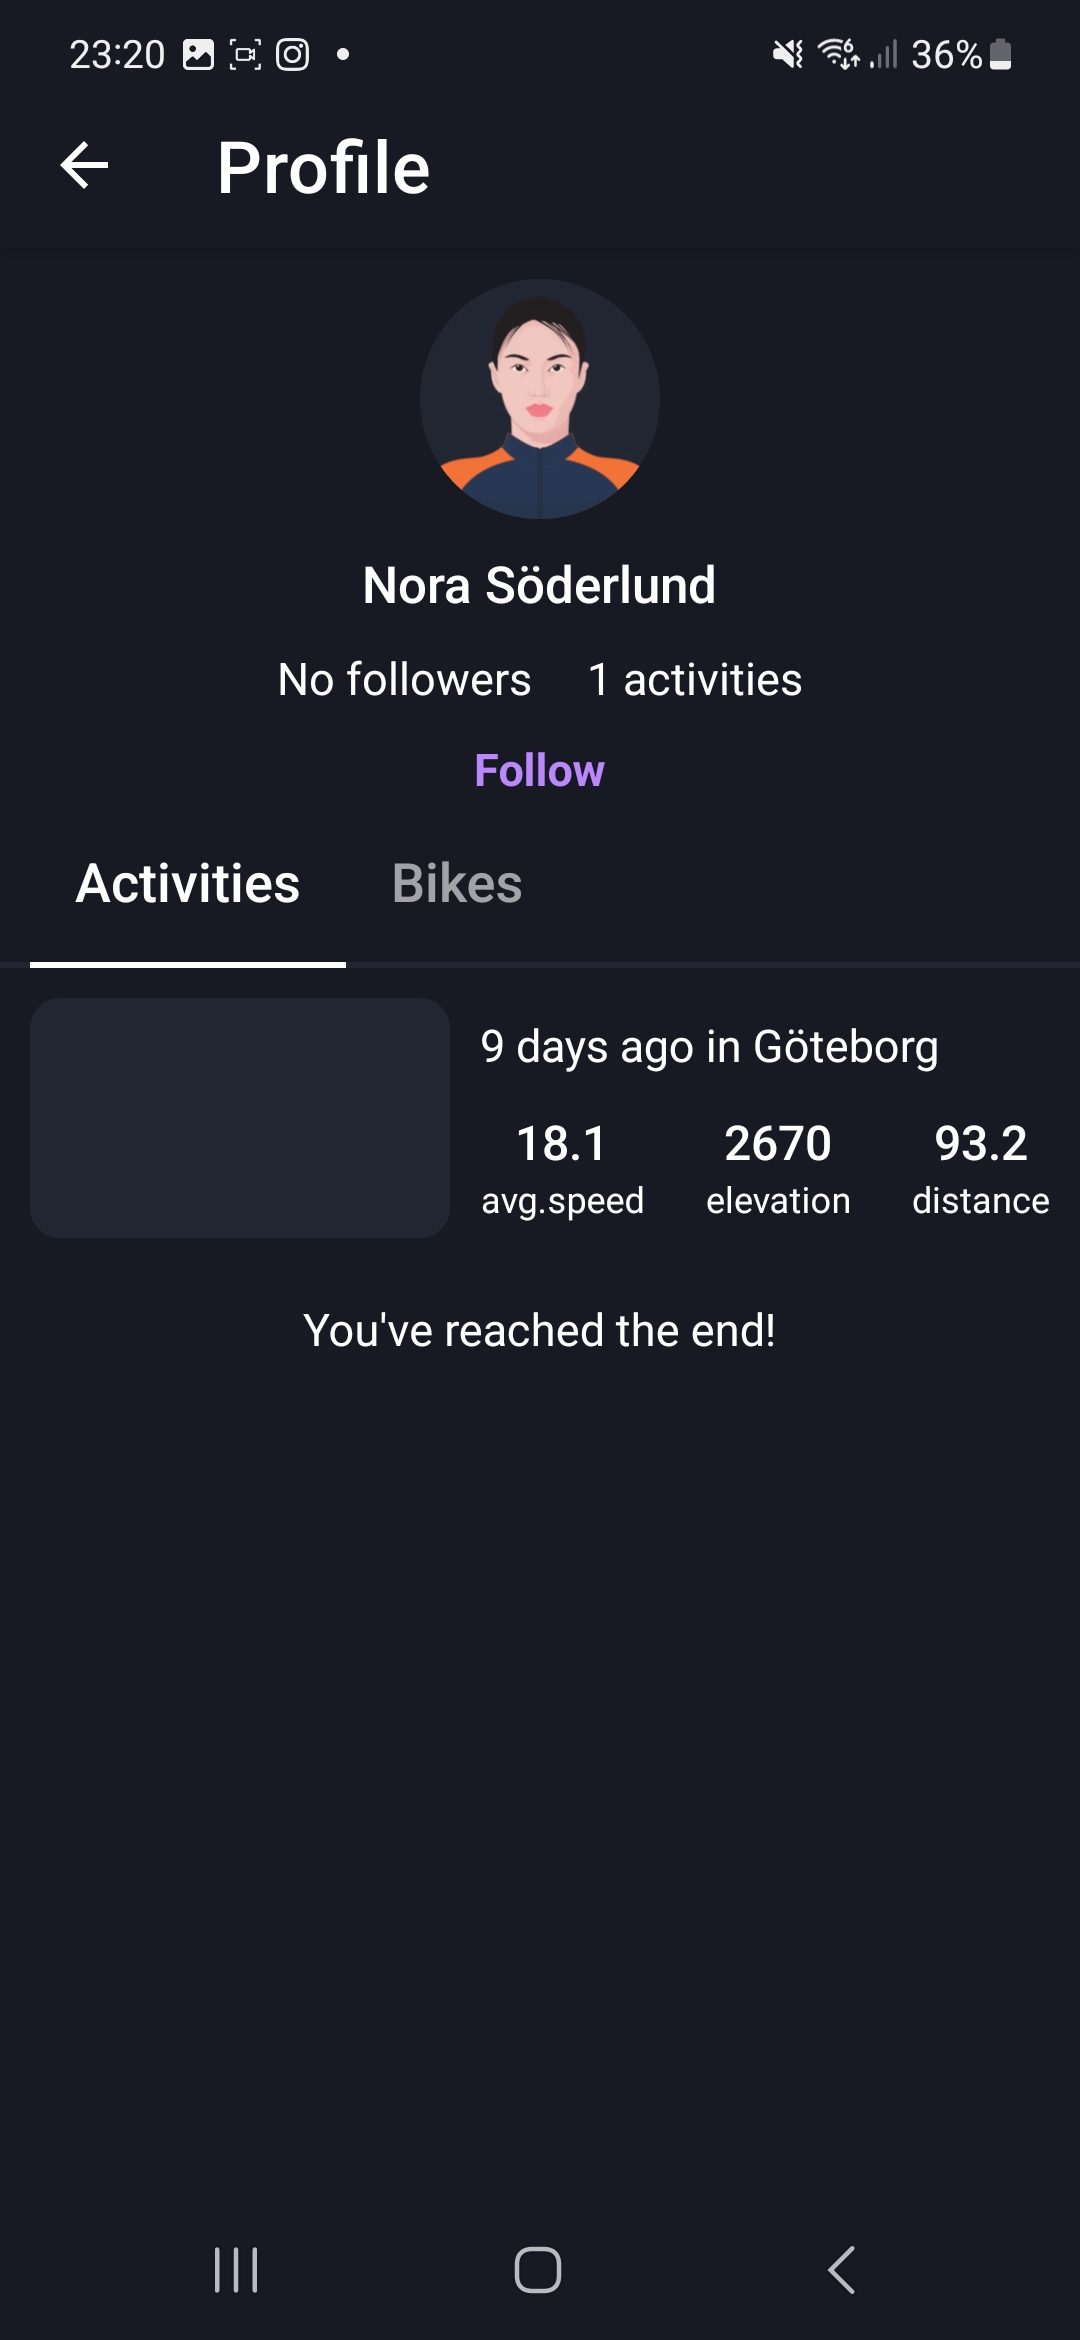 23:20 36%
Profile
Nora Söderlund
No followers 1 activities
Follow
Activities Bikes
9 days ago in Göteborg
18.1 2670 93.2
avg.speed elevation distance
You've reached the end!